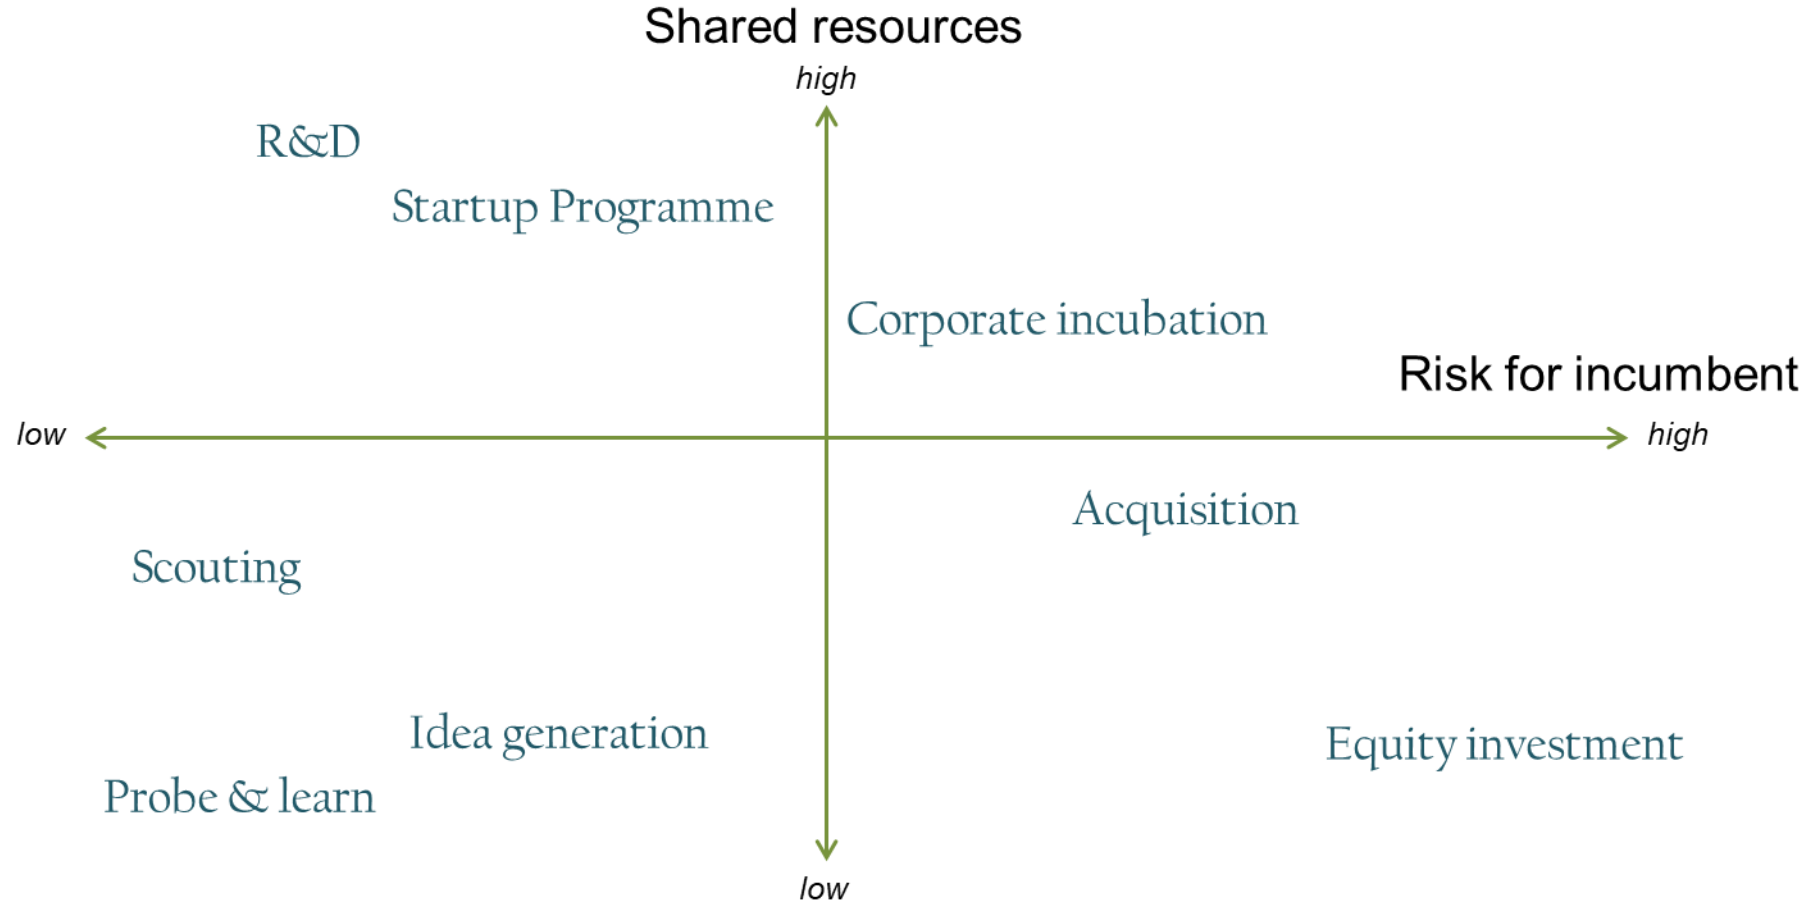 Shared resources
high
R&D
Startup Programme
Corporate incubation
Risk for incumbent
low
high
Acquisition
Scouting
Idea generation
Equity investment
Probe & learn
low